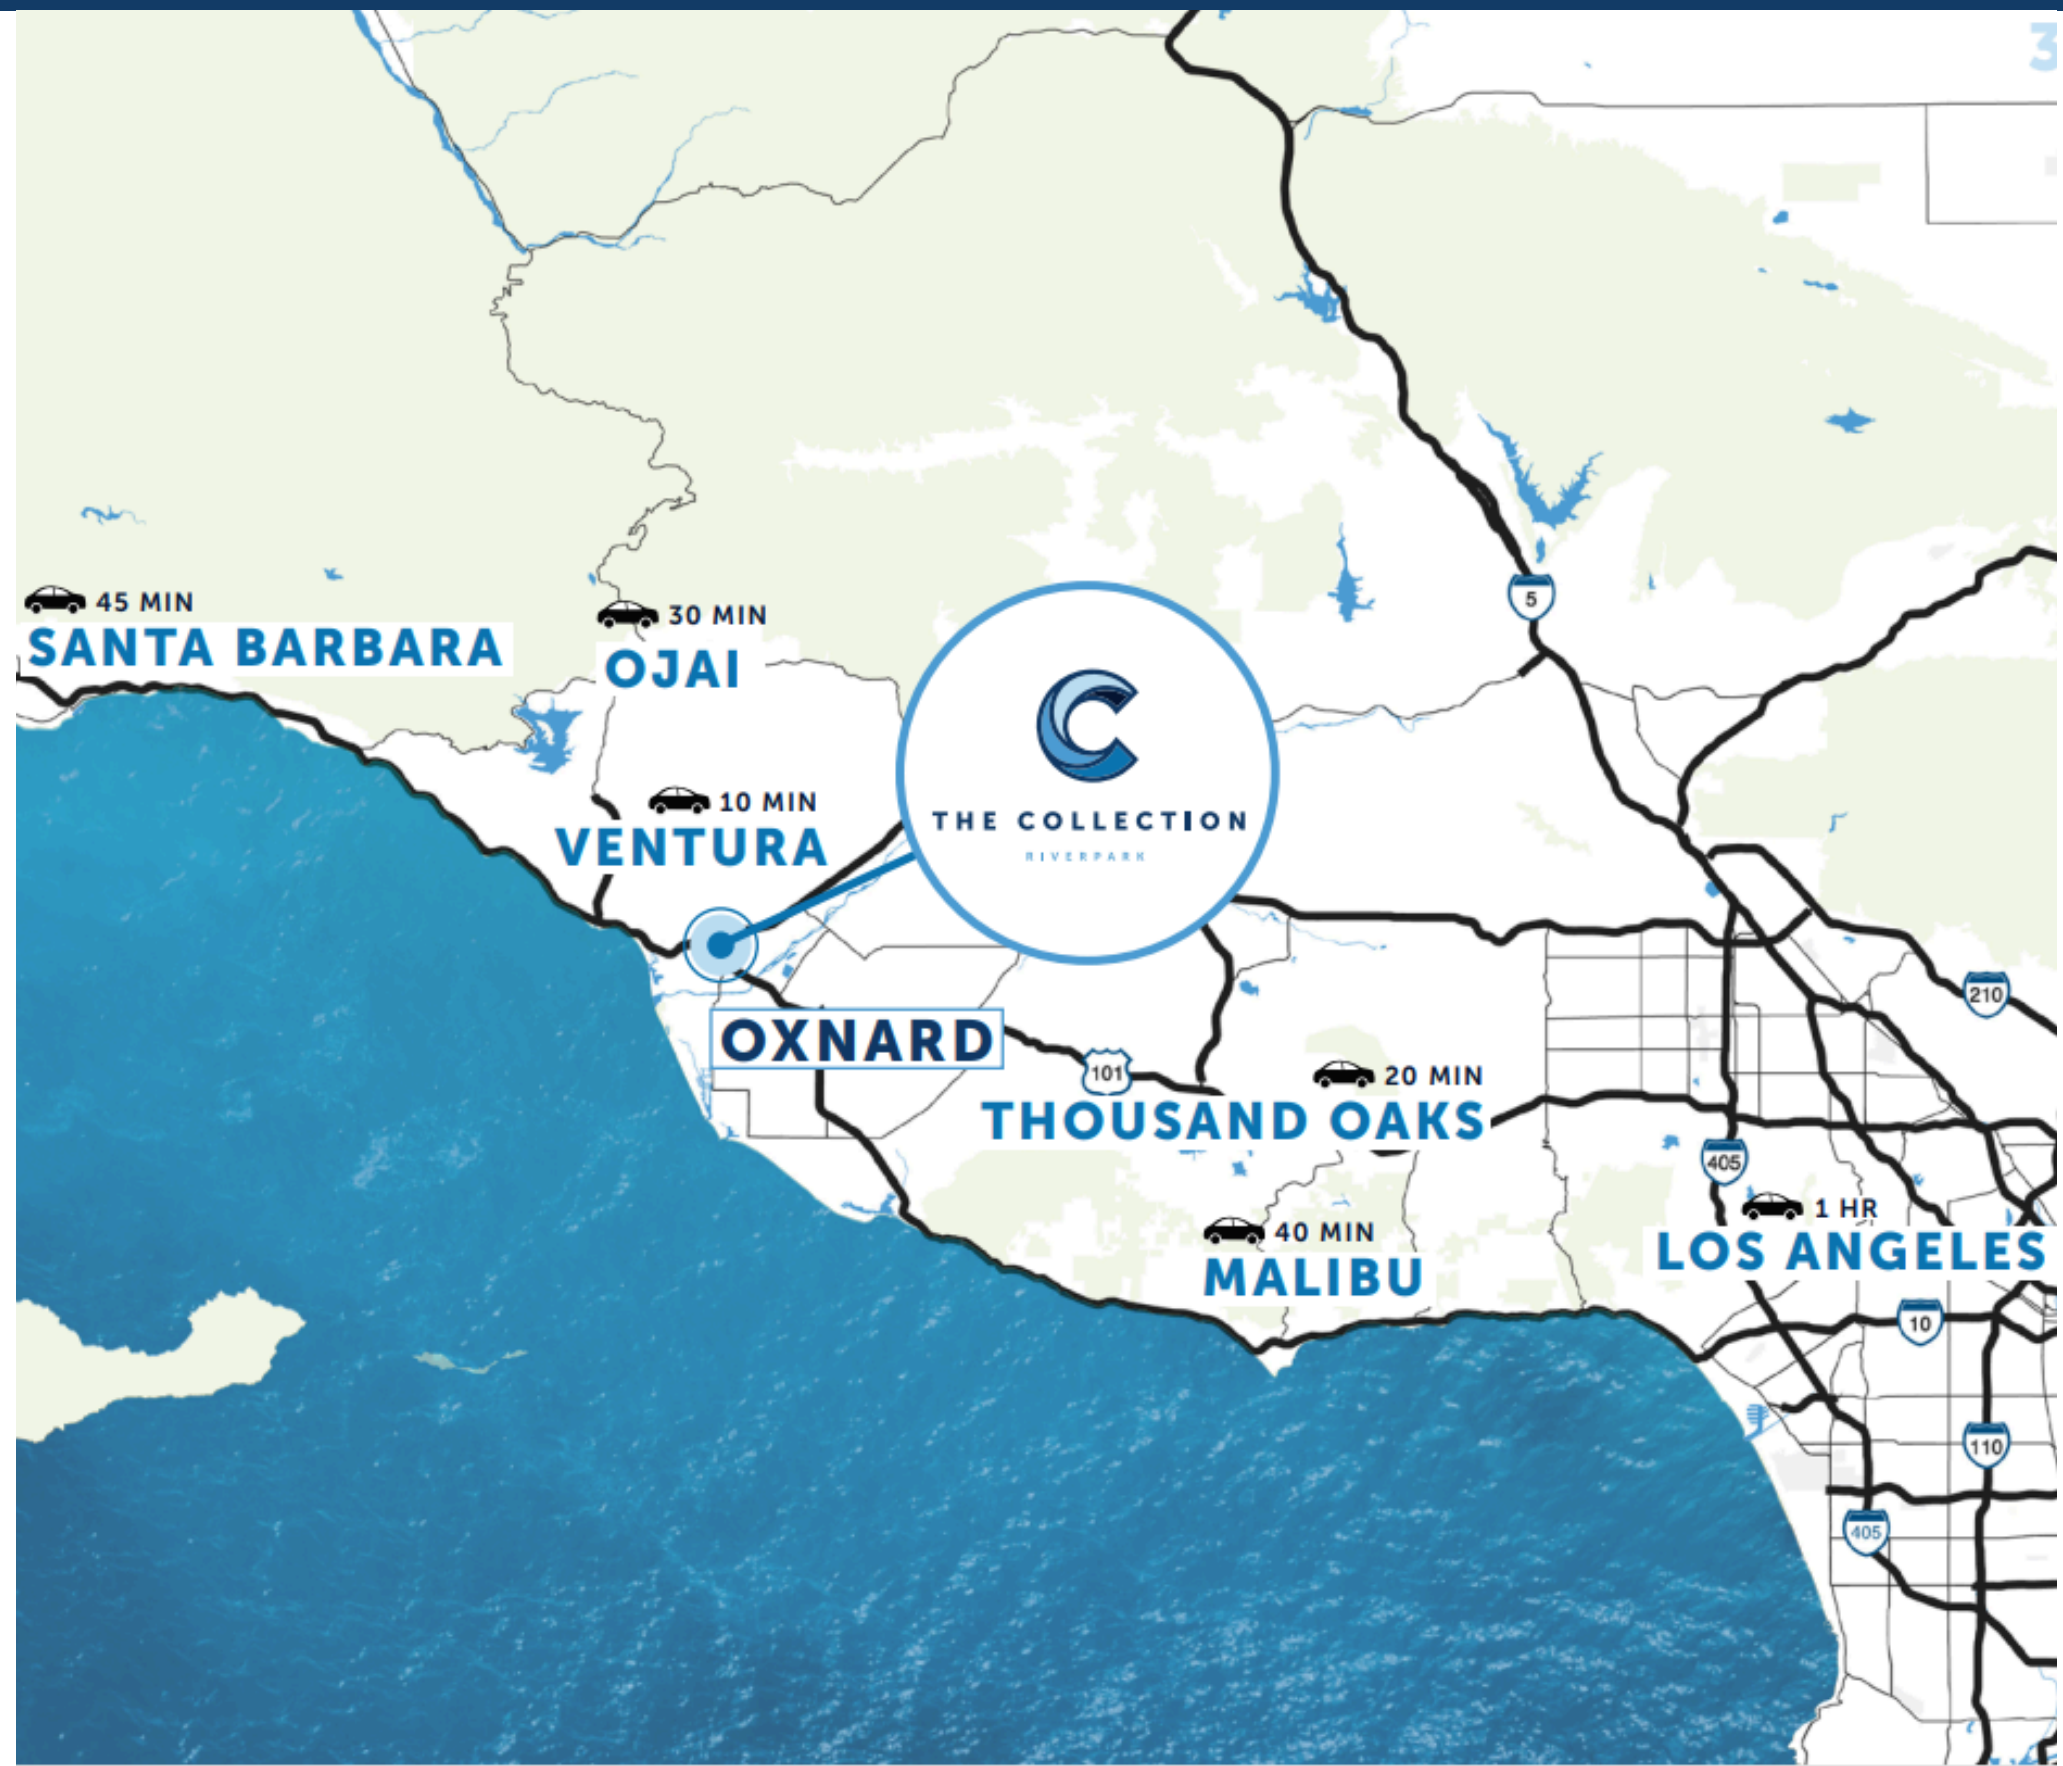 3
5
45 MIN
SANTA BARBARA
30 MIN
OJAI
10 MIN
VENTURA
THE COLLECTION
RIVERPARK
210
OXNARD
101
20 MIN
THOUSAND OAKS
405
1 HR
LOS ANGELES
40 MIN
MALIBU
10
110
405